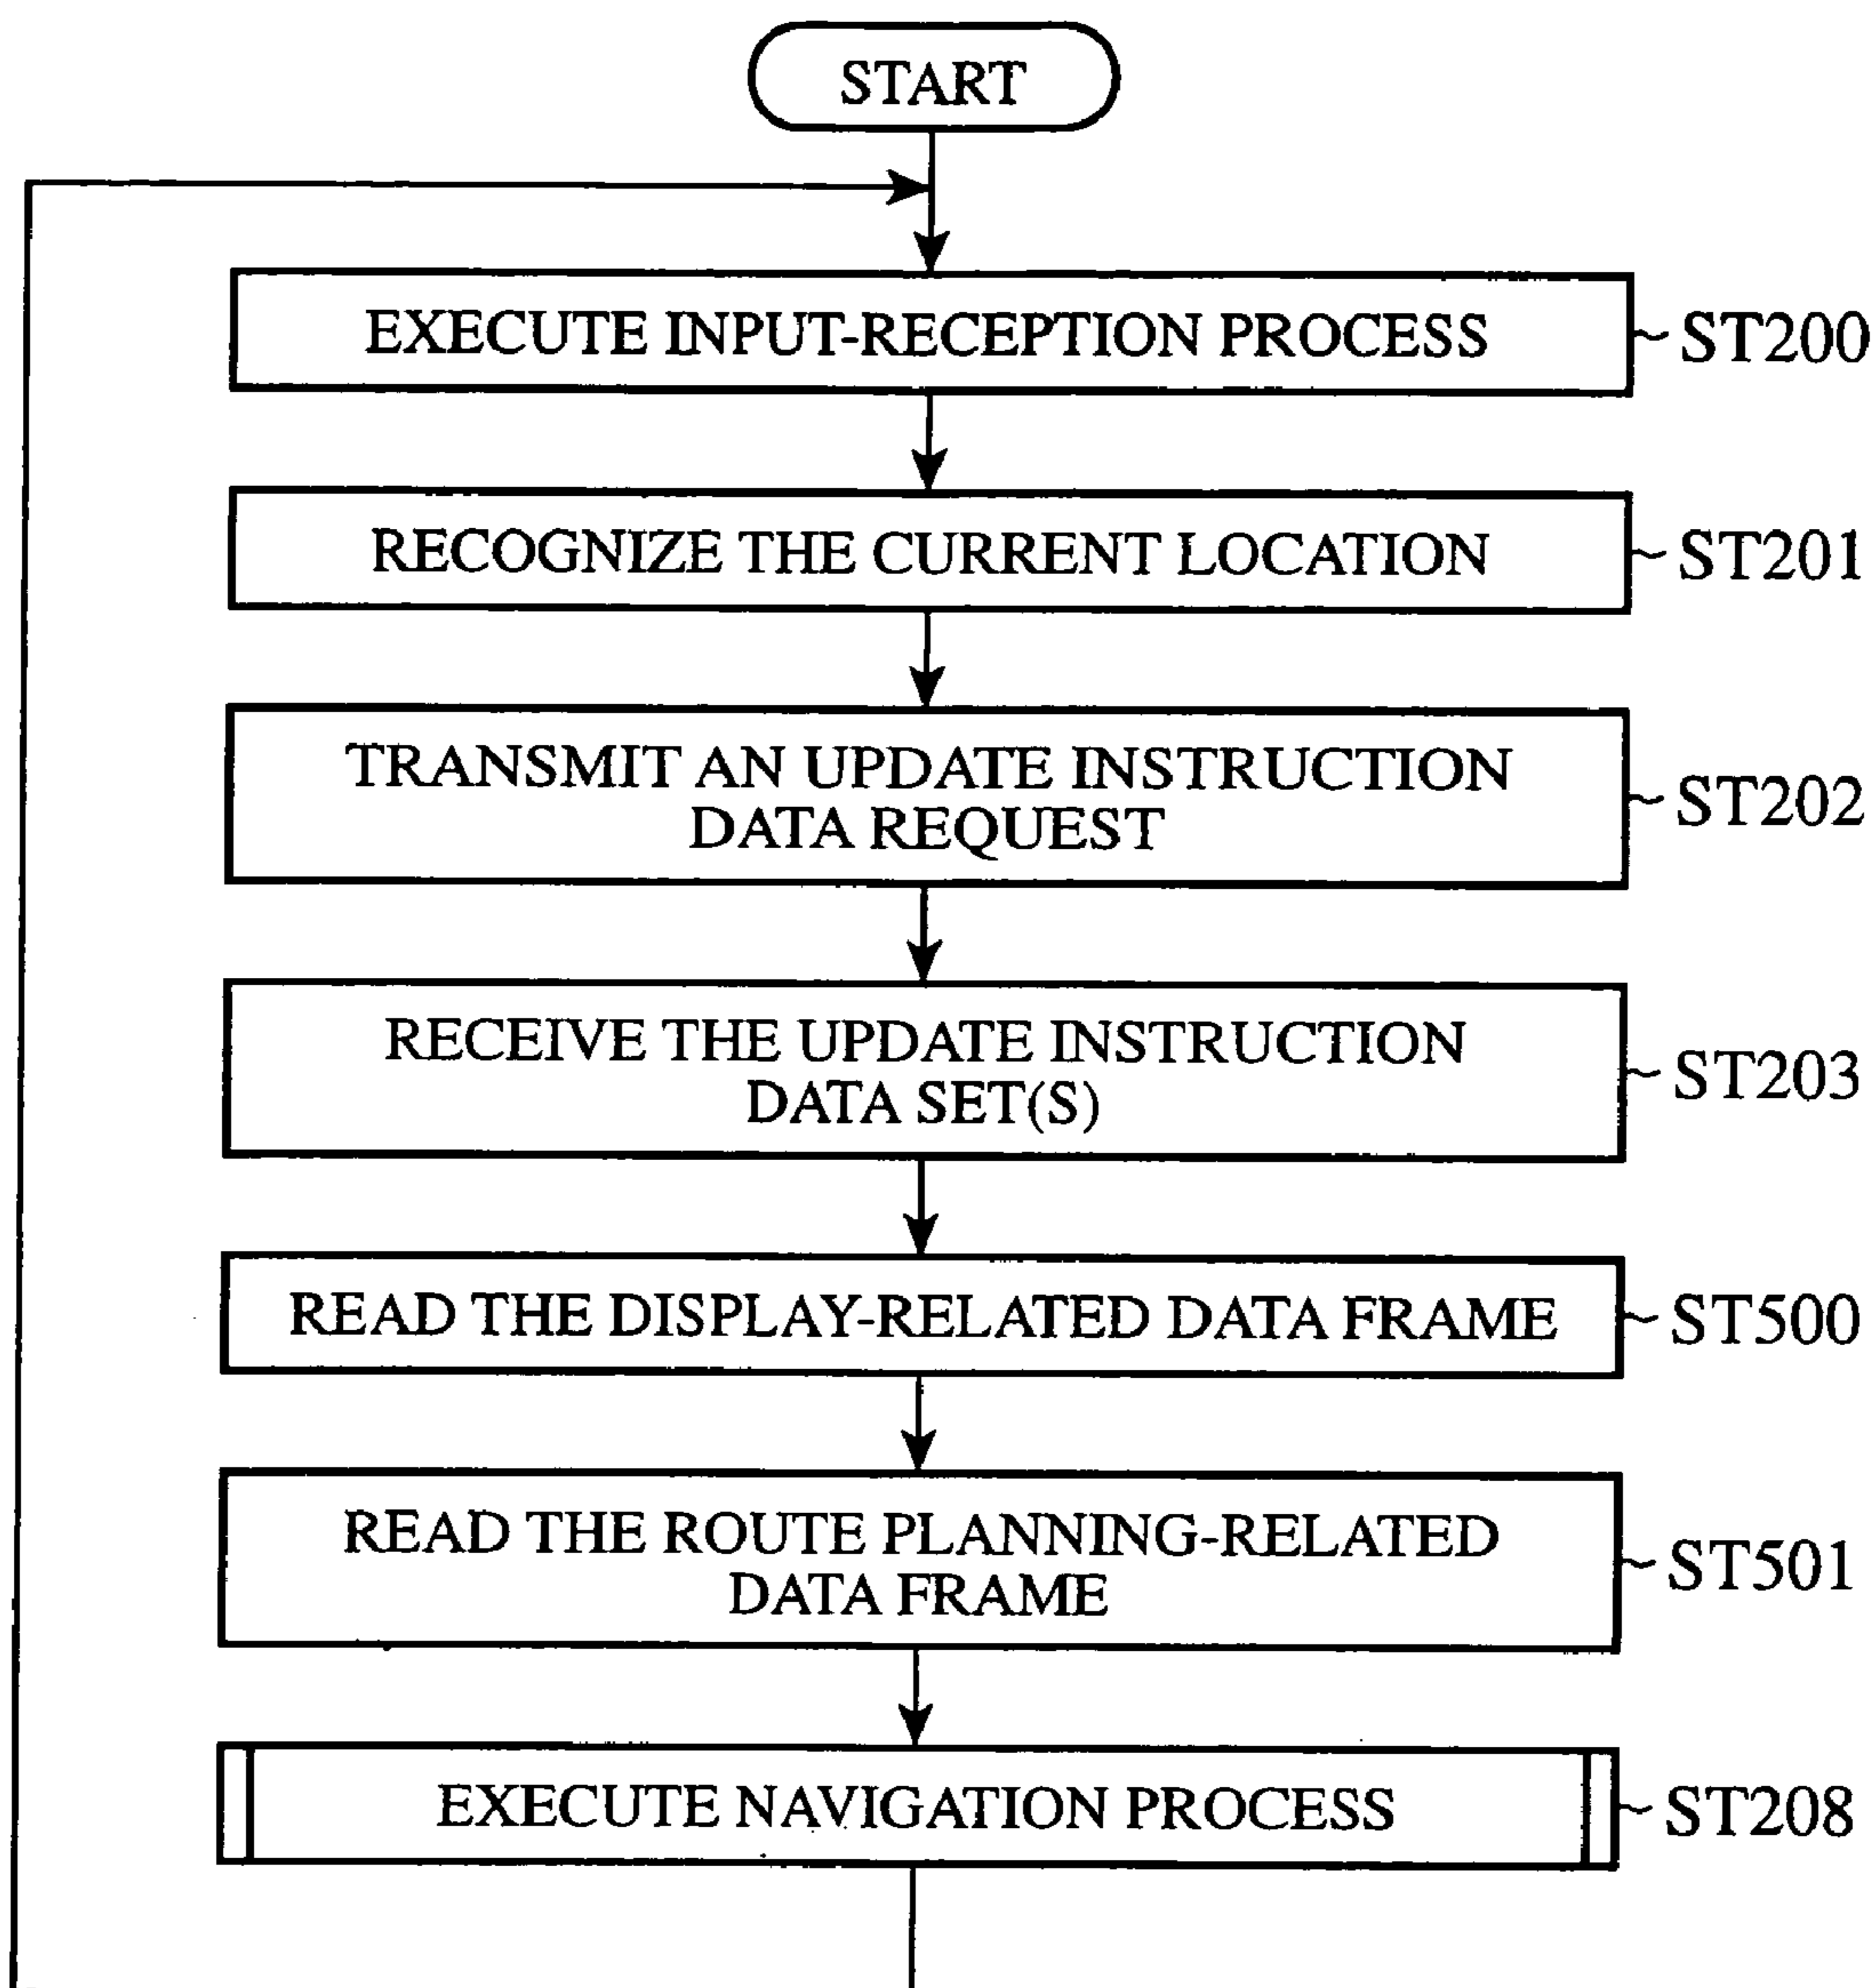 START
EXECUTE INPUT-RECEPTION PROCESS
ST200
RECOGNIZE THE CURRENT LOCATION
ST201
TRANSMIT AN UPDATE INSTRUCTION
DATA REQUEST
ST202
RECEIVE THE UPDATE INSTRUCTION
DATA SET(S)
ST203
READ THE DISPLAY-RELATED DATA FRAME
ST500
READ THE ROUTE PLANNING-RELATED
DATA FRAME
ST501
EXECUTE NAVIGATION PROCESS
ST208